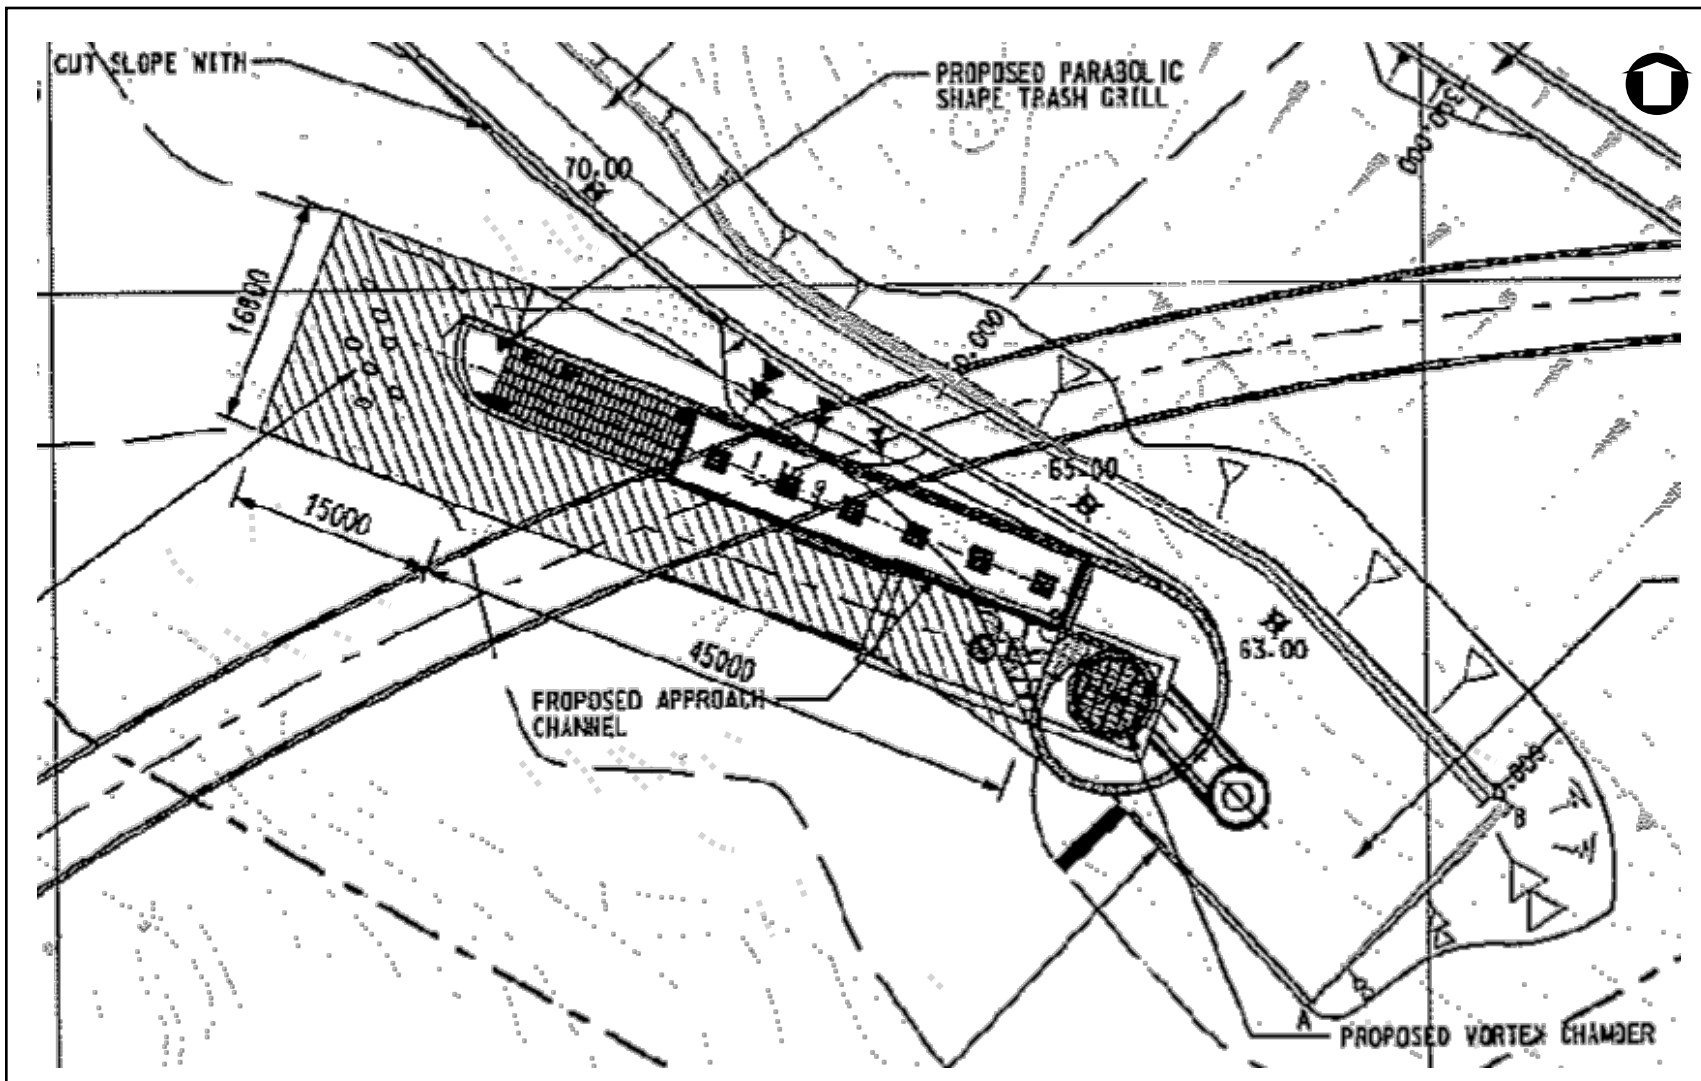 CUT SLOPE WITH
PROPOSED PARABOLIC
SHAPE TRASH GRILL
70.00
16800
15000
65.00
63.00
45000
PROPOSED APPROACH
CHANNEL
B
A
PROPOSED VORTEX CHAMBER